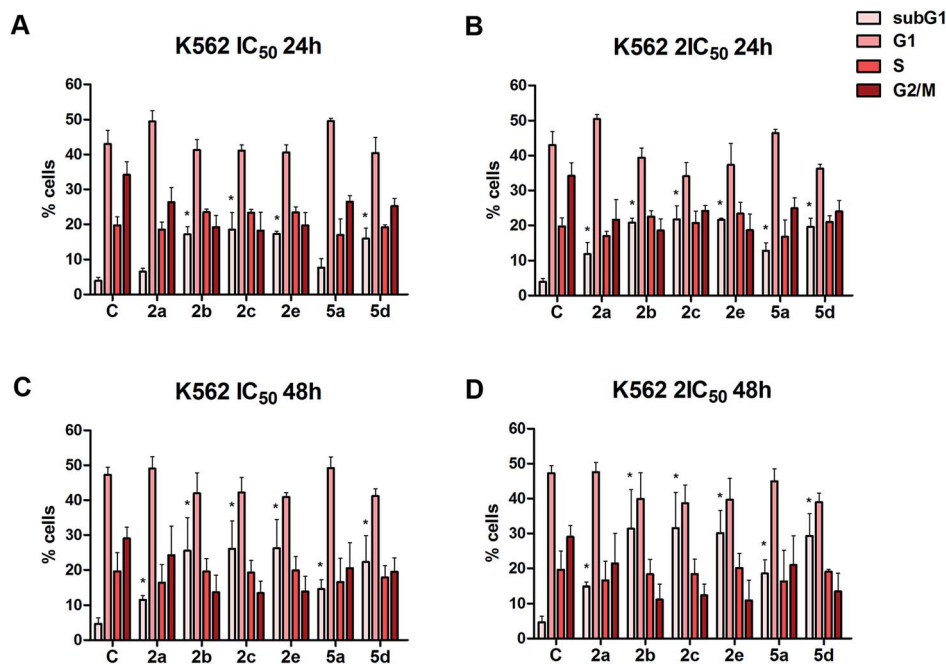 A
K562 IC50 24h
% cells
60
50
40
30
20
10
0
* * * *
C 2a 2b 2c 2e 5a 5d
B
K562 2IC50 24h
% cells
60
50
40
30
20
10
0
* * * * * *
C 2a 2b 2c 2e 5a 5d
subG1
G1
S
G2/M
C
K562 IC50 48h
% cells
60
50
40
30
20
10
0
* * * * * *
C 2a 2b 2c 2e 5a 5d
D
K562 2IC50 48h
% cells
60
50
40
30
20
10
0
* * * * * *
C 2a 2b 2c 2e 5a 5d